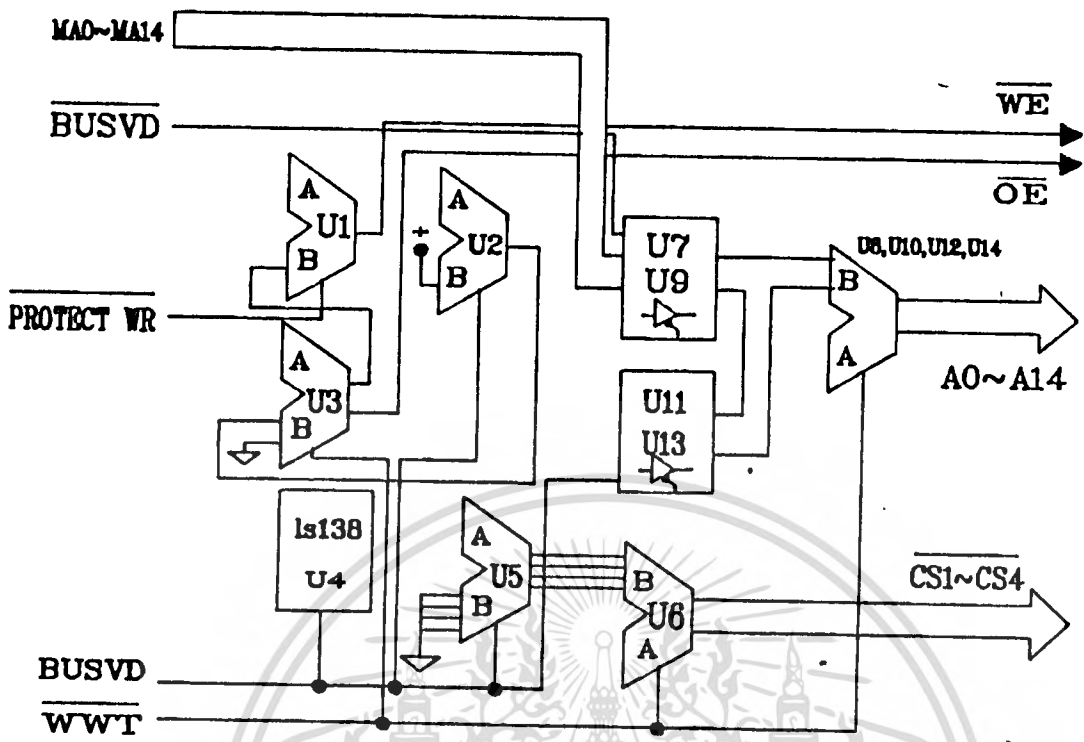 MA0~MA14
BUSVD
WE
OE
A
U1
B
A
+
U2
B
U7
U9
U8,U10,U12,U14
B
A
A0~A14
PROTECT WR
A
U3
B
U11
U13
ls138
U4
A
U5
B
B
U6
A
CS1~CS4
BUSVD
WWT